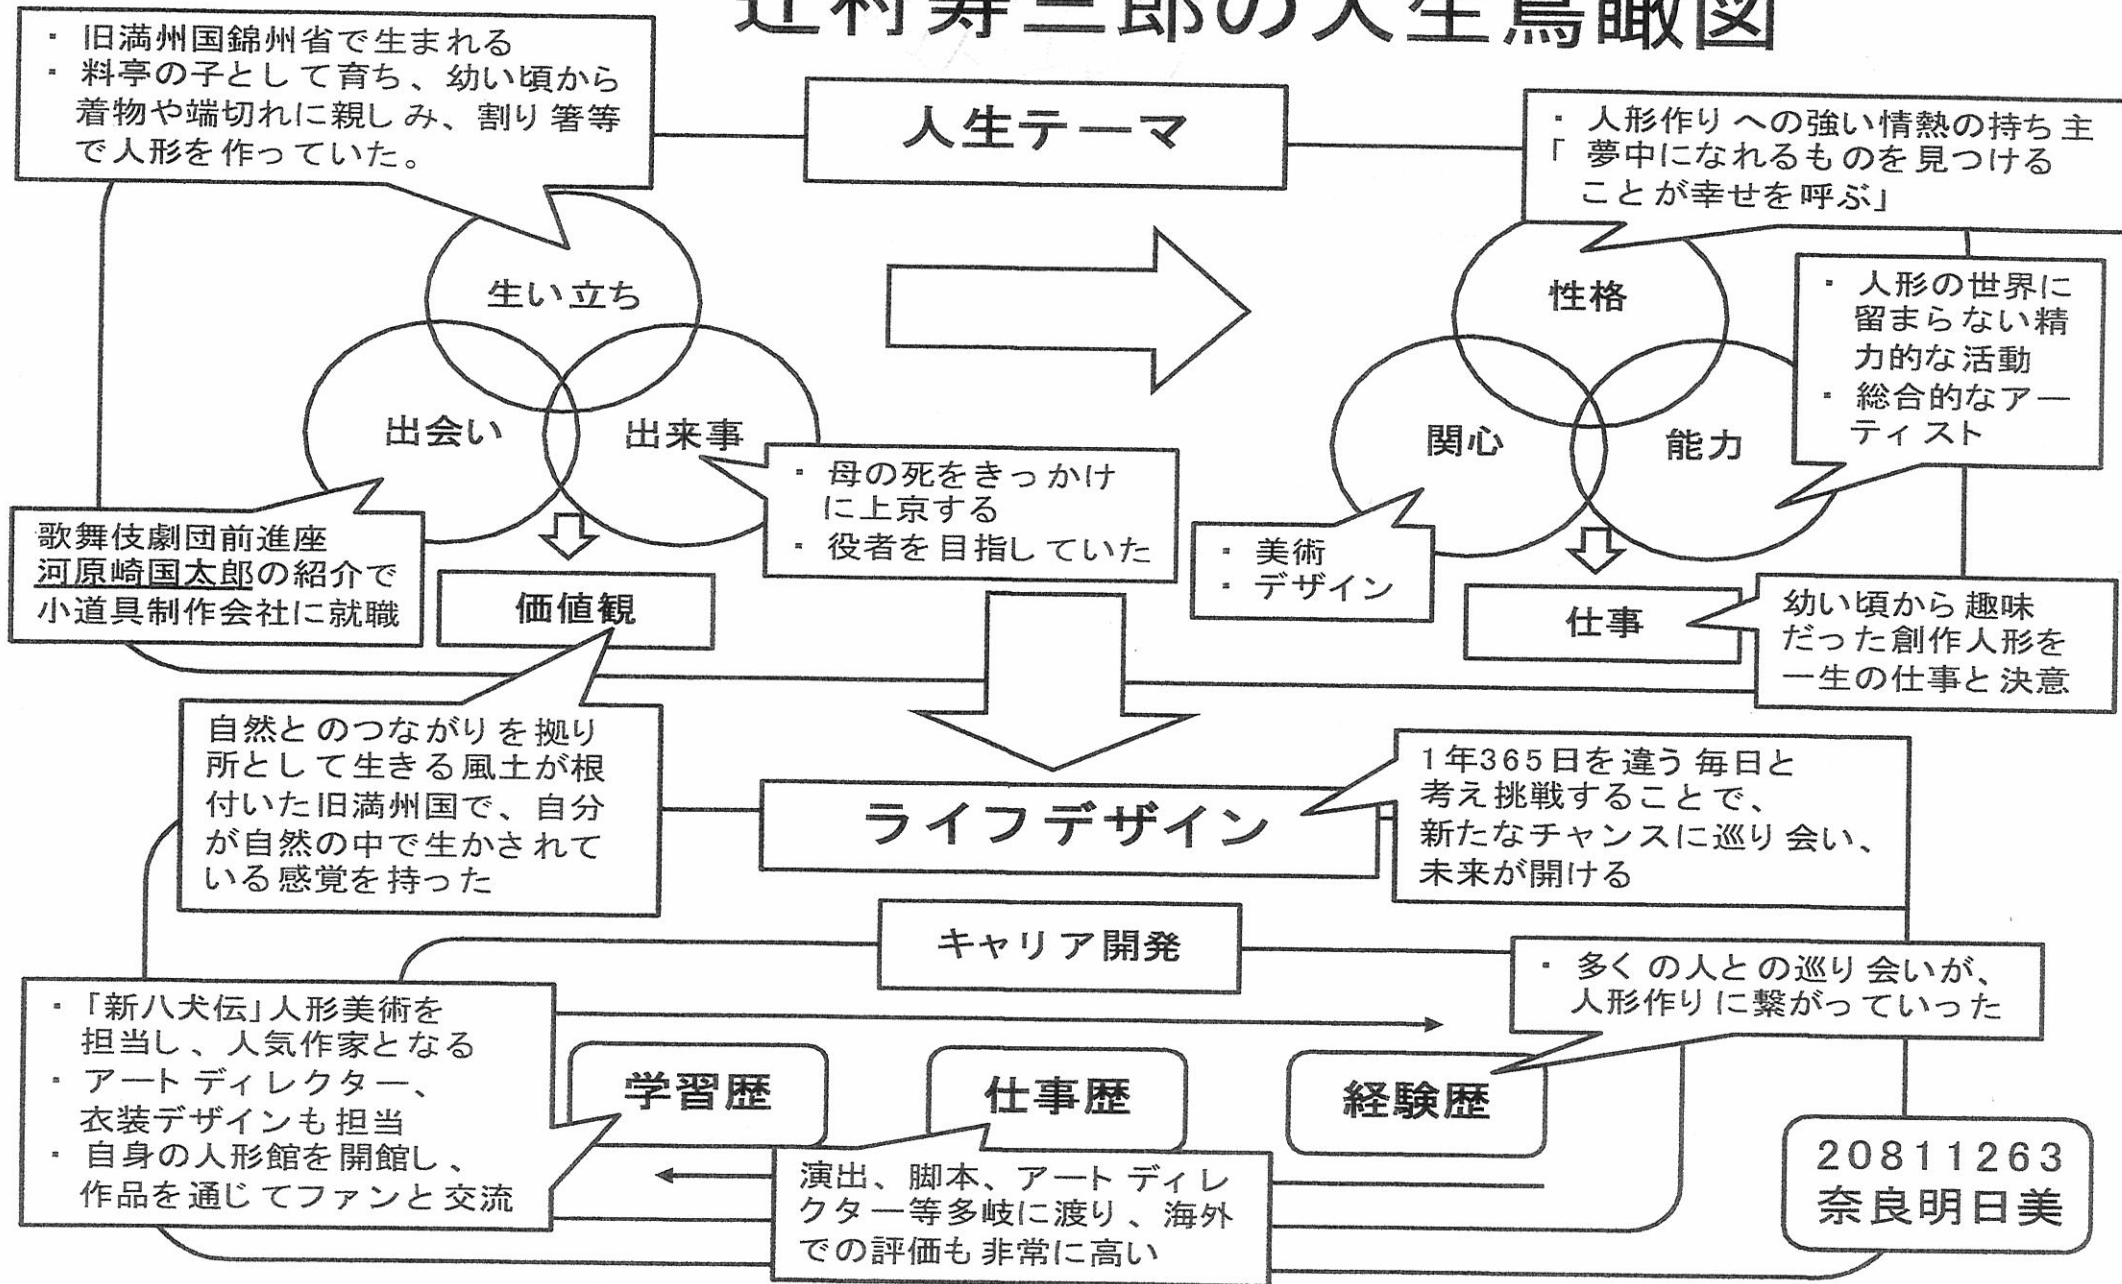 辻村寿三郎の人生鳥瞰図
・ 旧満州国錦州省で生まれる
・ 料亭の子として育ち、幼い頃から
着物や端切れに親しみ、割り箸等
で人形を作っていた。
人生テーマ
・ 人形作りへの強い情熱の持ち主
「夢中になれるものを見つける
ことが幸せを呼ぶ」
生い立ち
出会い
出来事
性格
関心
能力
・ 人形の世界に
留まらない精
力的な活動
・ 総合的なアー
ティスト
・ 母の死をきっかけ
に上京する
・ 役者を目指していた
歌舞伎劇団前進座
河原崎国太郎の紹介で
小道具制作会社に就職
価値観
・ 美術
・ デザイン
仕事
幼い頃から趣味
だった創作人形を
一生の仕事と決意
自然とのつながりを拠り
所として生きる風土が根
付いた旧満州国で、自分
が自然の中で生かされて
いる感覚を持った
ライフデザイン
1年365日を違う毎日と
考え挑戦することで、
新たなチャンスに巡り会い、
未来が開ける
キャリア開発
・ 多くの人との巡り会いが、
人形作りに繋がっていった
・ 「新八犬伝」人形美術を
担当し、人気作家となる
・ アートディレクター、
衣装デザインも担当
・ 自身の人形館を開館し、
作品を通じてファンと交流
学習歴
仕事歴
経験歴
演出、脚本、アートディレ
クター等多岐に渡り、海外
での評価も非常に高い
20811263
奈良明日美